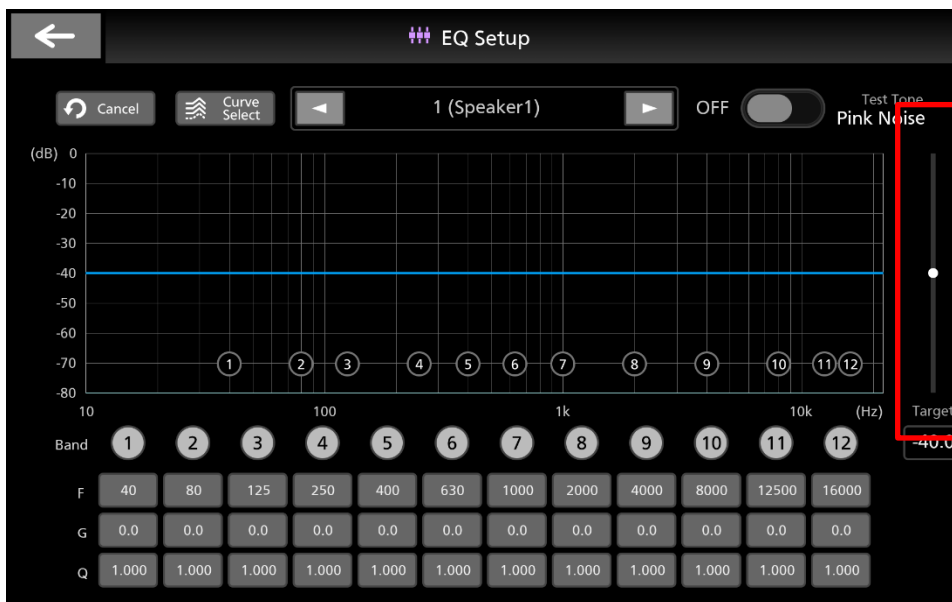 EQ Setup
Cancel
Curve
Select
1 (Speaker1)
OFF
Test Tone
Pink Noise
(dB) 0
-10
-20
-30
-40
-50
-60
-70
-80
1 2 3 4 5 6 7 8 9 10 11 12
10 100 1k 10k (Hz) Target
Band 1 2 3 4 5 6 7 8 9 10 11 12 -40.0
F 40 80 125 250 400 630 1000 2000 4000 8000 12500 16000
G 0.0 0.0 0.0 0.0 0.0 0.0 0.0 0.0 0.0 0.0 0.0 0.0
Q 1.000 1.000 1.000 1.000 1.000 1.000 1.000 1.000 1.000 1.000 1.000 1.000